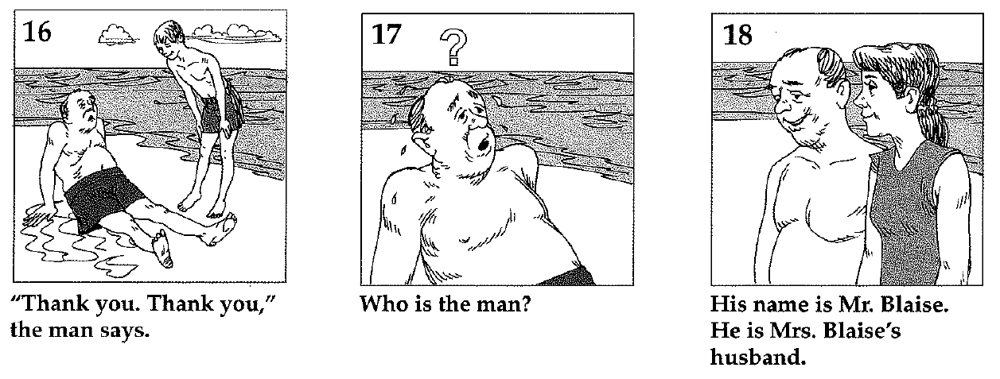 16
"Thank you. Thank you,"
the man says.
17
?
Who is the man?
18
His name is Mr. Blaise.
He is Mrs. Blaise's
husband.